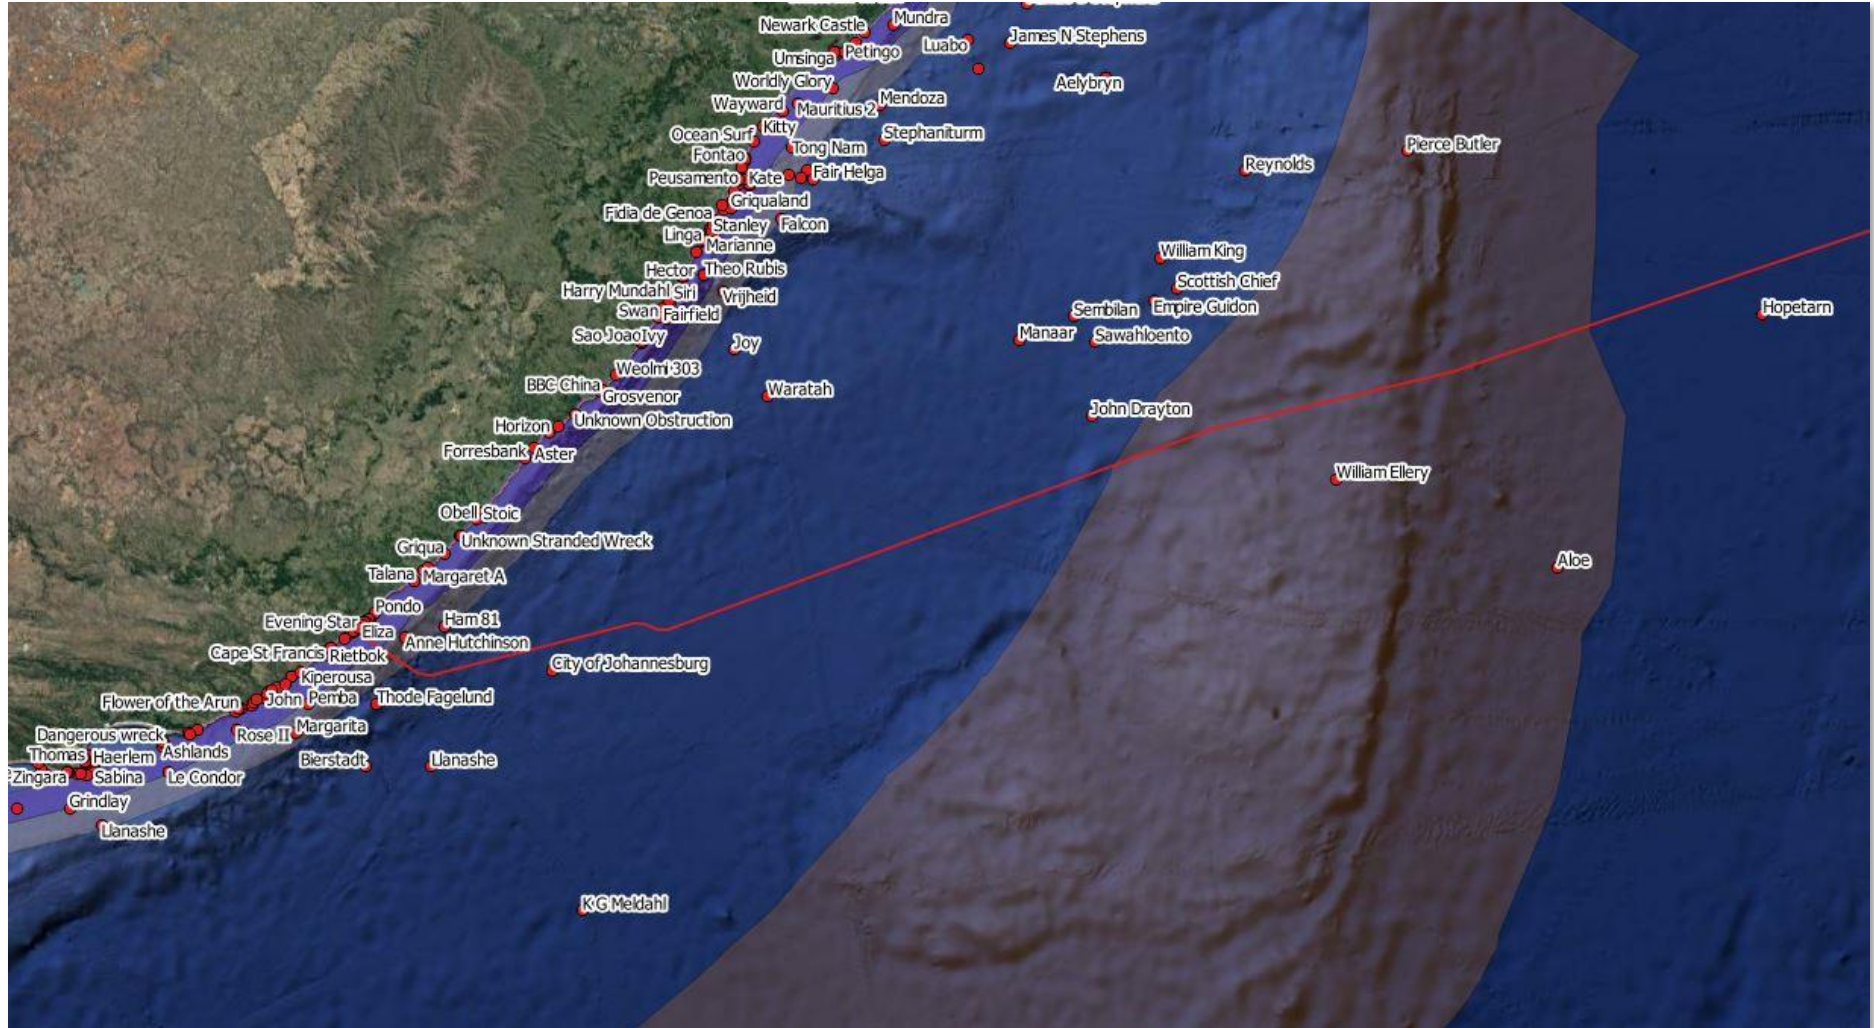 Newark Castle
Mundra
Luabo
James N Stephens
Umsinga
Petingo
Worldly Glory
Aelybryn
Wayward
Mauritius 2
Mendoza
Ocean Surf
Kitty
Stephaniturm
Fontao
Tong Nam
Pierce Butler
Peusamento
Kate
Fair Helga
Reynolds
Fidia de Genoa
Griqualand
Linga
Stanley
Falcon
Marianne
William King
Hector
Theo Rubis
Scottish Chief
Harry Mundahl
Siri
Vrijheid
Swan
Fairfield
Sembilan
Empire Guidon
Hopetarn
Sao Joao
Ivy
Joy
Manaar
Sawahloento
Weolmi 303
BBC China
Grosvenor
Waratah
Horizon
Unknown Obstruction
John Drayton
Forresbank
Aster
William Ellery
Obell
Stoic
Griqua
Unknown Stranded Wreck
Aloe
Talana
Margaret A
Pondo
Evening Star
Eliza
Ham 81
Anne Hutchinson
Cape St Francis
Rietbok
City of Johannesburg
Kiperousa
Flower of the Arun
John
Pemba
Thode Fagelund
Dangerous wreck
Rose II
Margarita
Thomas
Haerlem
Ashlands
Bierstadt
Llanashe
Zingara
Sabina
Le Condor
Grindlay
Llanashe
K G Meldahl